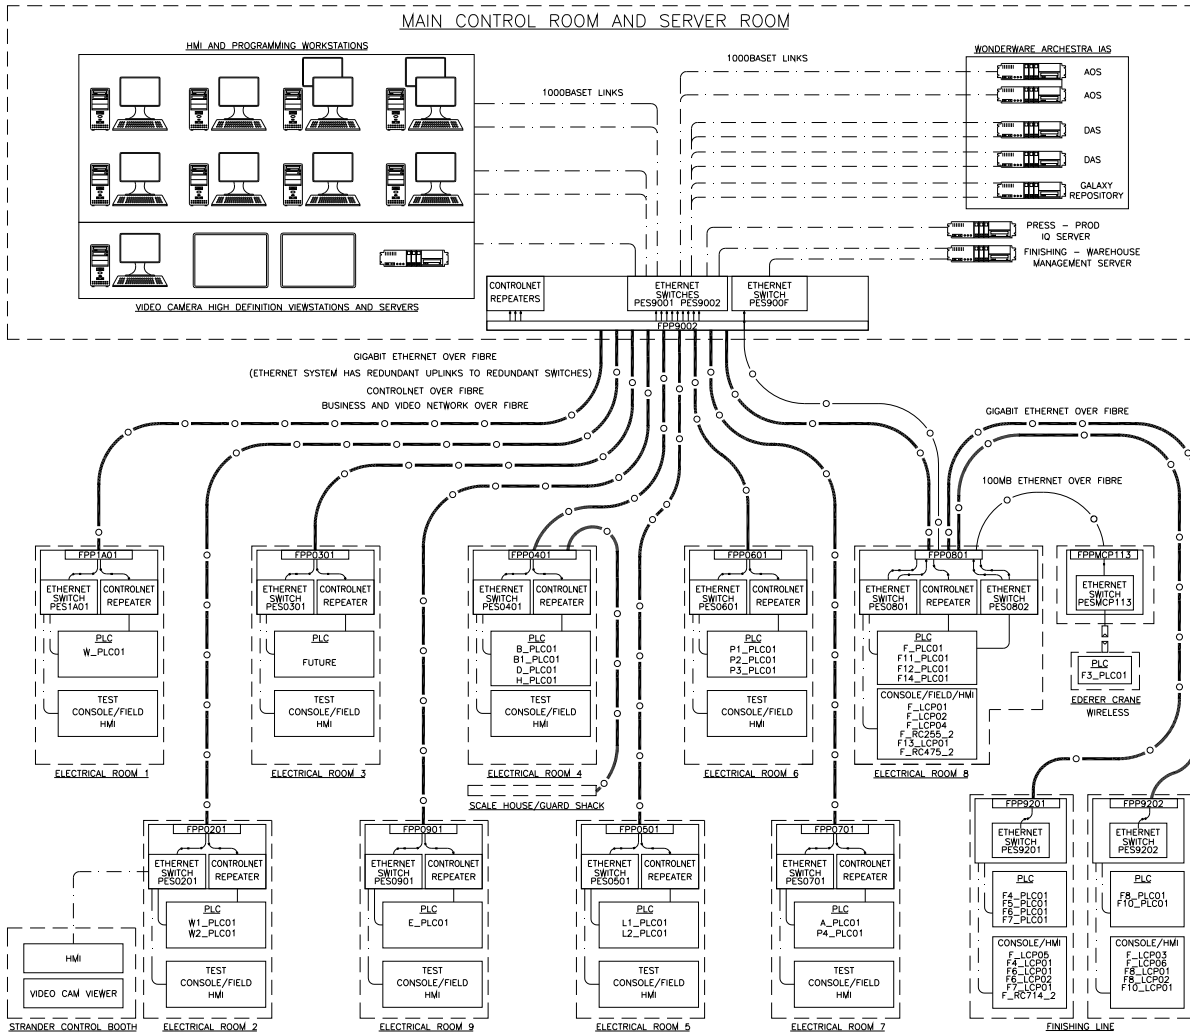 MAIN CONTROL ROOM AND SERVER ROOM
HMI AND PROGRAMMING WORKSTATIONS
WONDERWARE ARCHESTRA IAS
1000BASET LINKS
1000BASET LINKS
AOS
AOS
DAS
DAS
GALAXY
REPOSITORY
PRESS - PROD
IQ SERVER
FINISHING - WAREHOUSE
MANAGEMENT SERVER
VIDEO CAMERA HIGH DEFINITION VIEWSTATIONS AND SERVERS
CONTROLNET
REPEATERS
ETHERNET
SWITCHES
PES9001 PES9002
ETHERNET
SWITCH
PES900F
FPP9002
GIGABIT ETHERNET OVER FIBRE
(ETHERNET SYSTEM HAS REDUNDANT UPLINKS TO REDUNDANT SWITCHES)
CONTROLNET OVER FIBRE
BUSINESS AND VIDEO NETWORK OVER FIBRE
GIGABIT ETHERNET OVER FIBRE
100MB ETHERNET OVER FIBRE
FPP1A01
ETHERNET
SWITCH
PES1A01
CONTROLNET
REPEATER
PLC
W_PLC01
TEST
CONSOLE/FIELD
HMI
ELECTRICAL ROOM 1
FPP0301
ETHERNET
SWITCH
PES0301
CONTROLNET
REPEATER
PLC
FUTURE
TEST
CONSOLE/FIELD
HMI
ELECTRICAL ROOM 3
FPP0401
ETHERNET
SWITCH
PES0401
CONTROLNET
REPEATER
PLC
B_PLC01
B1_PLC01
D_PLC01
H_PLC01
TEST
CONSOLE/FIELD
HMI
ELECTRICAL ROOM 4
SCALE HOUSE/GUARD SHACK
FPP0601
ETHERNET
SWITCH
PES0601
CONTROLNET
REPEATER
PLC
P1_PLC01
P2_PLC01
P3_PLC01
TEST
CONSOLE/FIELD
HMI
ELECTRICAL ROOM 6
FPP0801
ETHERNET
SWITCH
PES0801
CONTROLNET
REPEATER
ETHERNET
SWITCH
PES0802
PLC
F_PLC01
F11_PLC01
F12_PLC01
F14_PLC01
CONSOLE/FIELD/HMI
F_LCP01
F_LCP02
F_LCP04
F_RC255_2
F13_LCP01
F_RC475_2
ELECTRICAL ROOM 8
FPPMCP113
ETHERNET
SWITCH
PESMCP113
PLC
F3_PLC01
EDERER CRANE
WIRELESS
FPP0201
ETHERNET
SWITCH
PES0201
CONTROLNET
REPEATER
PLC
W1_PLC01
W2_PLC01
TEST
CONSOLE/FIELD
HMI
ELECTRICAL ROOM 2
HMI
VIDEO CAM VIEWER
STRANDER CONTROL BOOTH
FPP0901
ETHERNET
SWITCH
PES0901
CONTROLNET
REPEATER
PLC
E_PLC01
TEST
CONSOLE/FIELD
HMI
ELECTRICAL ROOM 9
FPP0501
ETHERNET
SWITCH
PES0501
CONTROLNET
REPEATER
PLC
L1_PLC01
L2_PLC01
TEST
CONSOLE/FIELD
HMI
ELECTRICAL ROOM 5
FPP0701
ETHERNET
SWITCH
PES0701
CONTROLNET
REPEATER
PLC
A_PLC01
P4_PLC01
TEST
CONSOLE/FIELD
HMI
ELECTRICAL ROOM 7
FPP9201
ETHERNET
SWITCH
PES9201
PLC
F4_PLC01
F5_PLC01
F6_PLC01
F7_PLC01
CONSOLE/HMI
F_LCP05
F4_LCP01
F6_LCP01
F6_LCP02
F7_LCP01
F_RC714_2
FPP9202
ETHERNET
SWITCH
PES9202
PLC
F8_PLC01
F10_PLC01
CONSOLE/HMI
F_LCP03
F_LCP06
F8_LCP01
F8_LCP02
F10_LCP01
FINISHING LINE